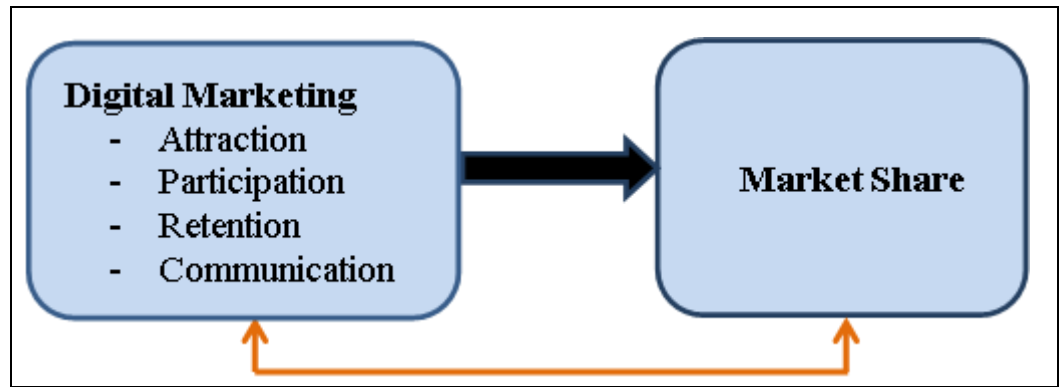 Digital Marketing
- Attraction
- Participation
- Retention
- Communication
Market Share